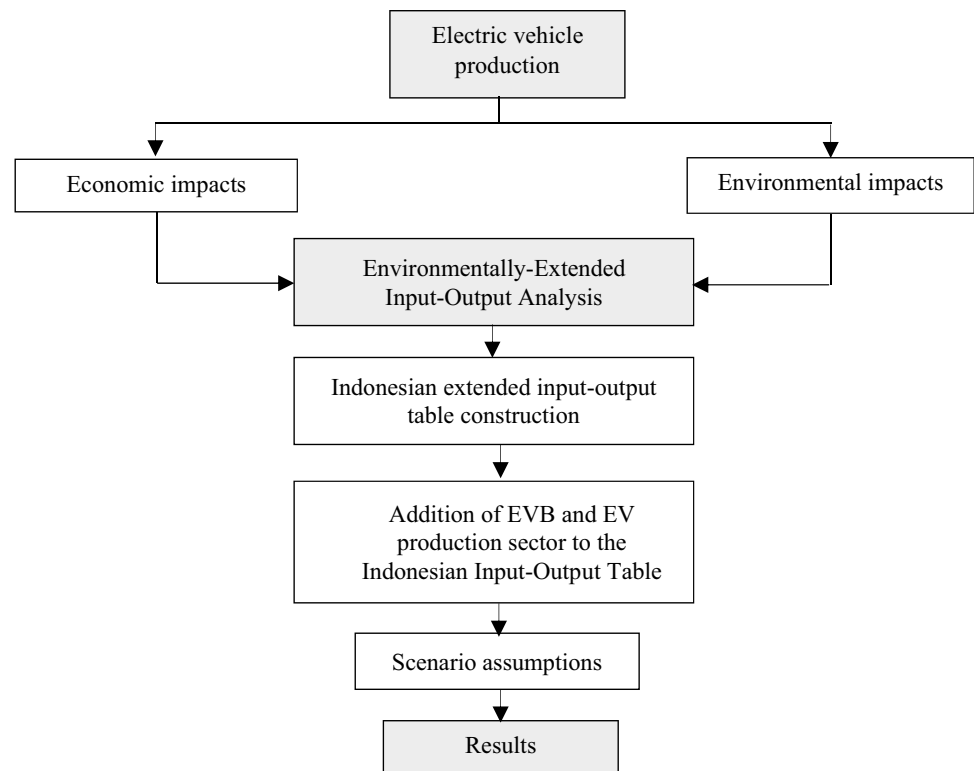 Electric vehicle
production
Economic impacts
Environmental impacts
Environmentally-Extended
Input-Output Analysis
Indonesian extended input-output
table construction
Addition of EVB and EV
production sector to the
Indonesian Input-Output Table
Scenario assumptions
Results